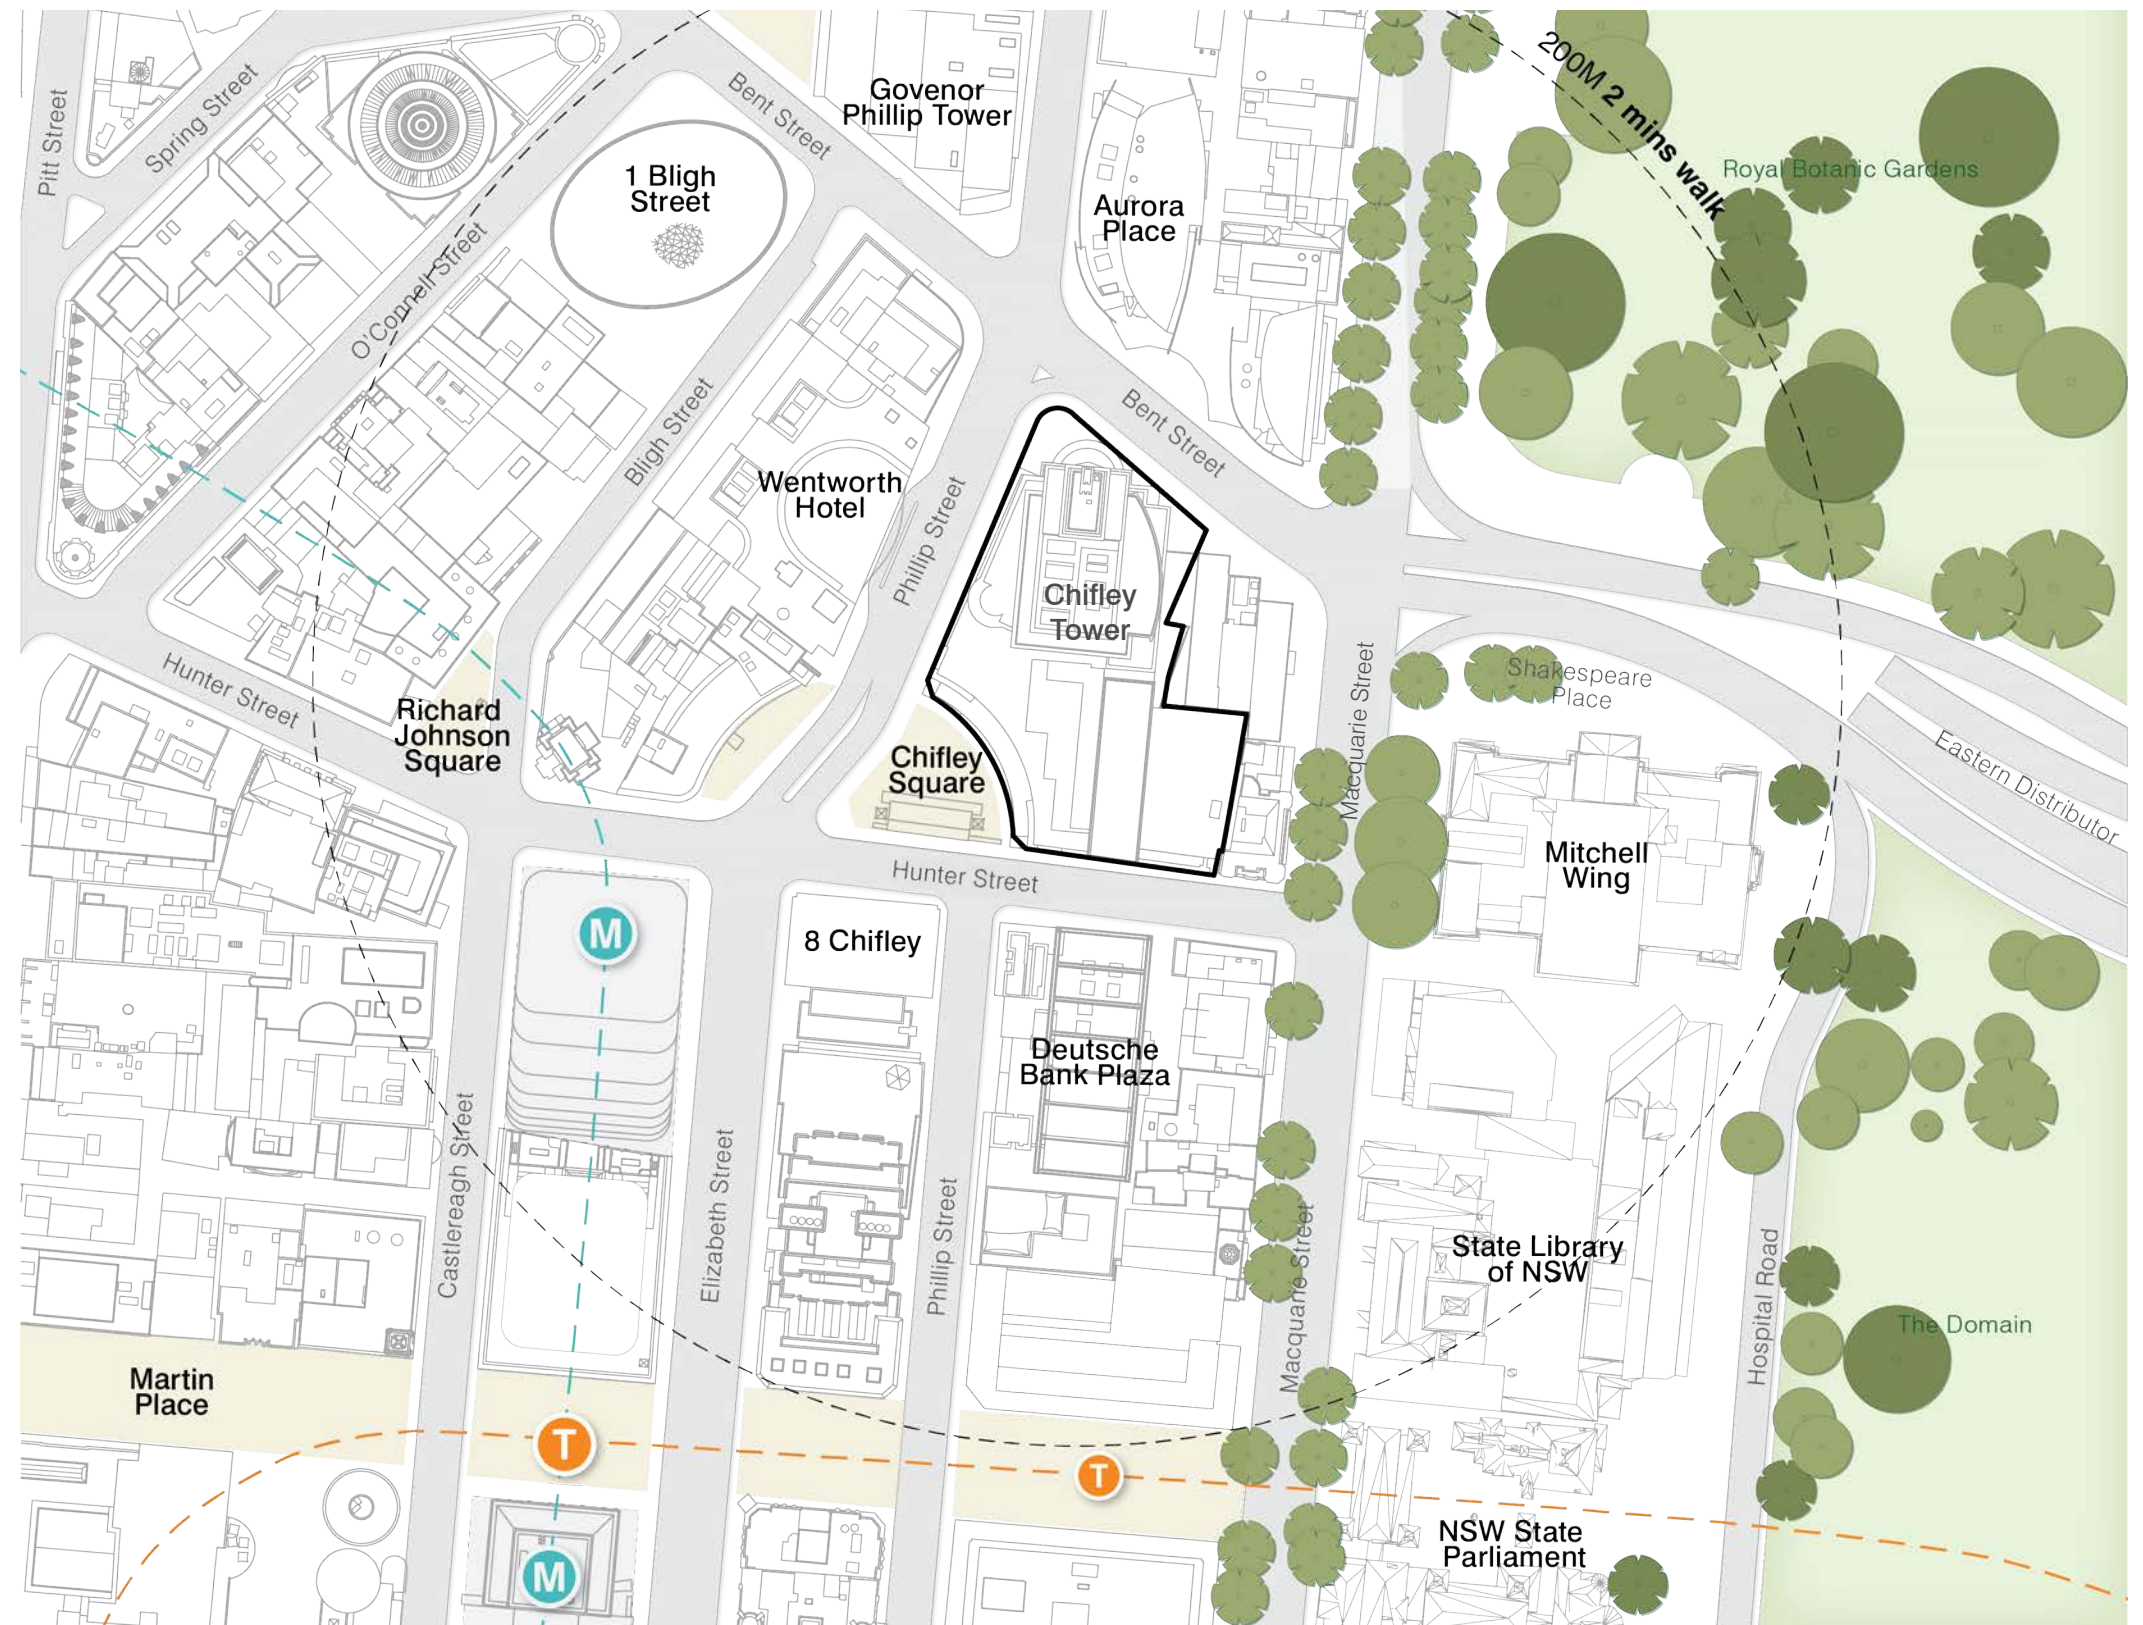 Pitt Street
Spring Street
O'Connell Street
1 Bligh
Street
Bent Street
Govenor
Phillip Tower
Aurora
Place
200M 2 mins walk
Royal Botanic Gardens
Bligh Street
Wentworth
Hotel
Phillip Street
Bent Street
Chifley
Tower
Hunter Street
Richard
Johnson
Square
Chifley
Square
Macquarie Street
Shakespeare
Place
Eastern Distributor
Mitchell
Wing
Hunter Street
M
8 Chifley
Deutsche
Bank Plaza
Castlereagh Street
Elizabeth Street
Phillip Street
Macquarie Street
State Library
of NSW
Hospital Road
The Domain
Martin
Place
T
T
M
NSW State
Parliament